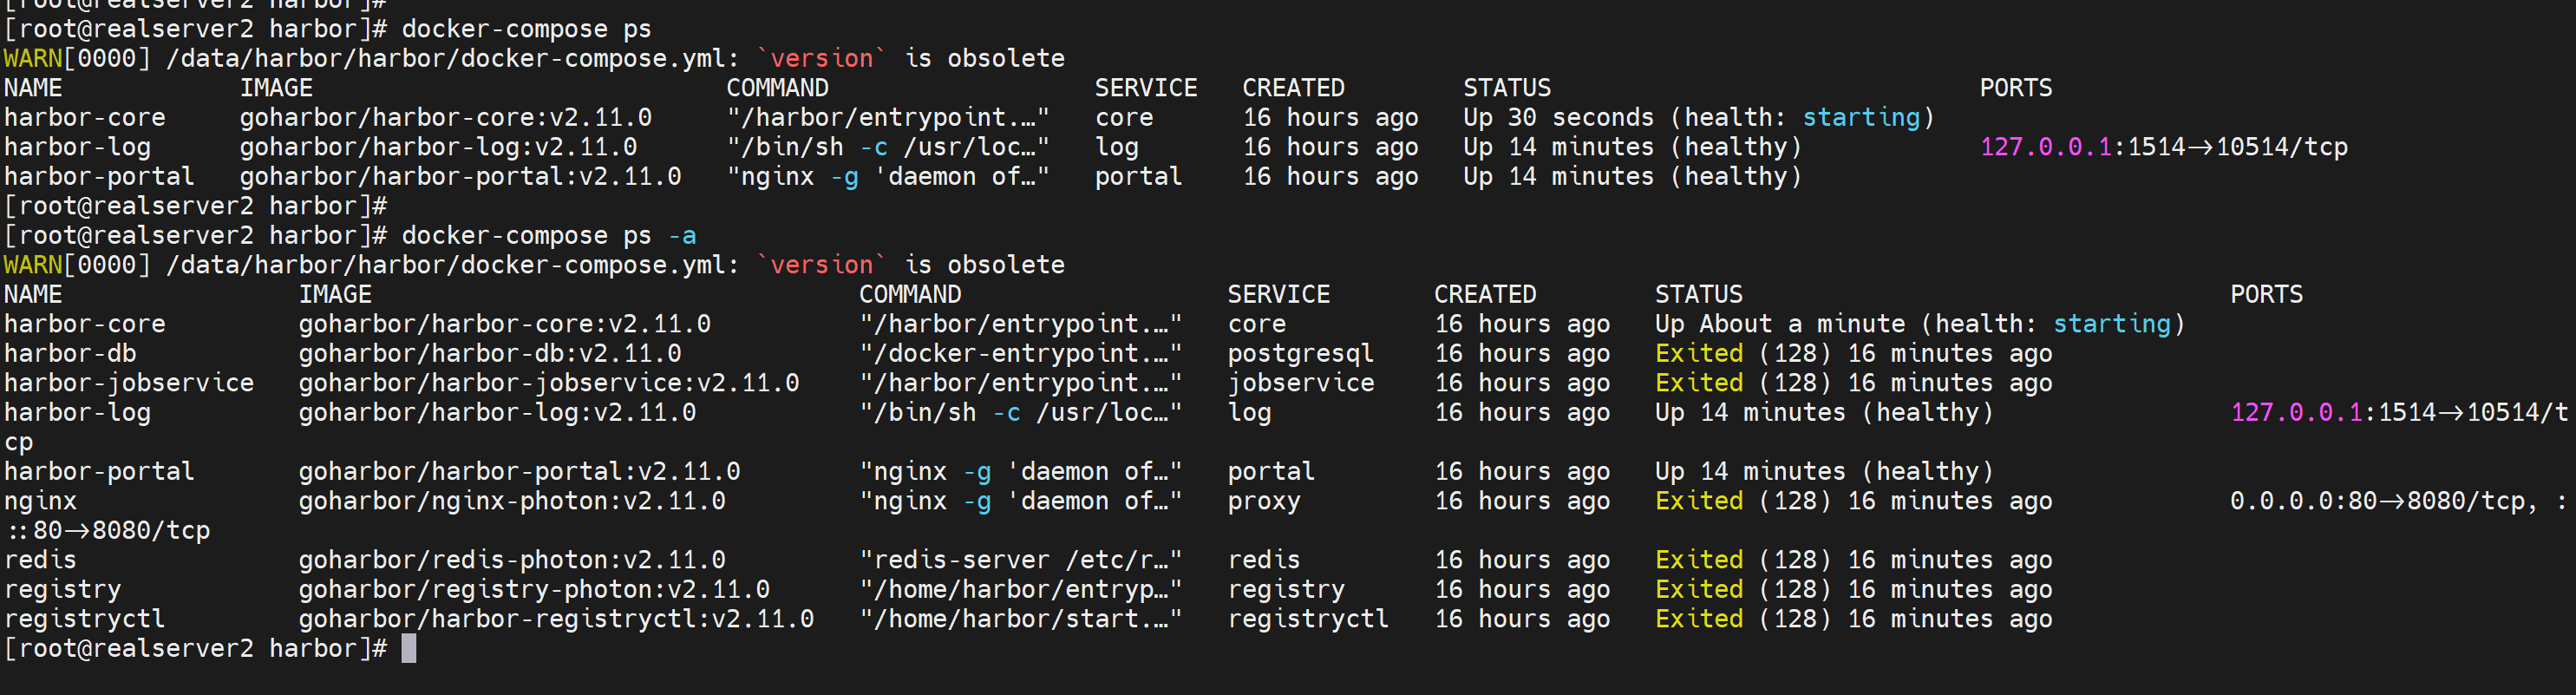 [root@realserver2 harbor]#
[root@realserver2 harbor]# docker-compose ps
WARN[0000] /data/harbor/harbor/docker-compose.yml: `version` is obsolete
NAME            IMAGE                            COMMAND                  SERVICE   CREATED        STATUS                             PORTS
harbor-core     goharbor/harbor-core:v2.11.0     "/harbor/entrypoint.…"   core      16 hours ago   Up 30 seconds (health: starting)
harbor-log      goharbor/harbor-log:v2.11.0      "/bin/sh -c /usr/loc…"   log       16 hours ago   Up 14 minutes (healthy)            127.0.0.1:1514->10514/tcp
harbor-portal   goharbor/harbor-portal:v2.11.0   "nginx -g 'daemon of…"   portal    16 hours ago   Up 14 minutes (healthy)
[root@realserver2 harbor]#
[root@realserver2 harbor]# docker-compose ps -a
WARN[0000] /data/harbor/harbor/docker-compose.yml: `version` is obsolete
NAME                IMAGE                                 COMMAND                  SERVICE       CREATED        STATUS                                 PORTS
harbor-core         goharbor/harbor-core:v2.11.0          "/harbor/entrypoint.…"   core          16 hours ago   Up About a minute (health: starting)
harbor-db           goharbor/harbor-db:v2.11.0            "/docker-entrypoint.…"   postgresql    16 hours ago   Exited (128) 16 minutes ago
harbor-jobservice   goharbor/harbor-jobservice:v2.11.0    "/harbor/entrypoint.…"   jobservice    16 hours ago   Exited (128) 16 minutes ago
harbor-log          goharbor/harbor-log:v2.11.0           "/bin/sh -c /usr/loc…"   log           16 hours ago   Up 14 minutes (healthy)                127.0.0.1:1514->10514/t
cp
harbor-portal       goharbor/harbor-portal:v2.11.0        "nginx -g 'daemon of…"   portal        16 hours ago   Up 14 minutes (healthy)
nginx               goharbor/nginx-photon:v2.11.0         "nginx -g 'daemon of…"   proxy         16 hours ago   Exited (128) 16 minutes ago            0.0.0.0:80->8080/tcp, :
::80->8080/tcp
redis               goharbor/redis-photon:v2.11.0         "redis-server /etc/r…"   redis         16 hours ago   Exited (128) 16 minutes ago
registry            goharbor/registry-photon:v2.11.0      "/home/harbor/entryp…"   registry      16 hours ago   Exited (128) 16 minutes ago
registryctl         goharbor/harbor-registryctl:v2.11.0   "/home/harbor/start.…"   registryctl   16 hours ago   Exited (128) 16 minutes ago
[root@realserver2 harbor]#